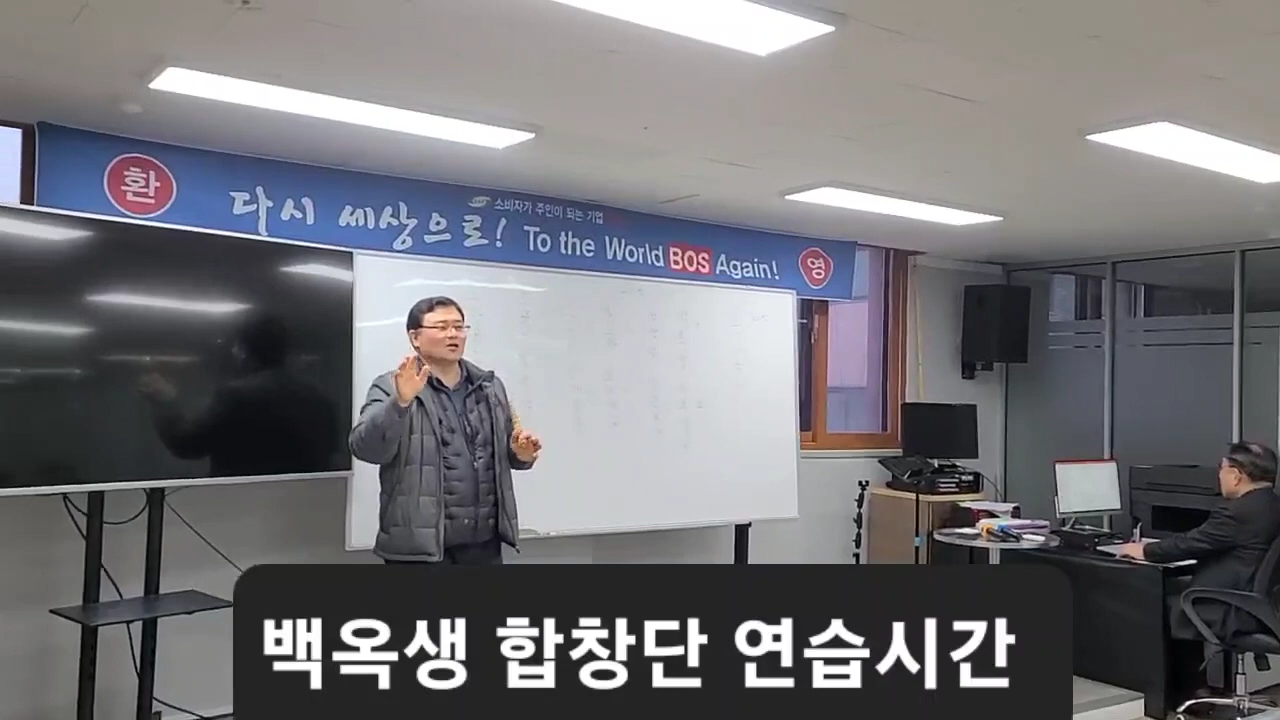 환
소비자가 주인이 되는 기업
다시 세상으로! To the World BOS Again!
영
백옥생 합창단 연습시간